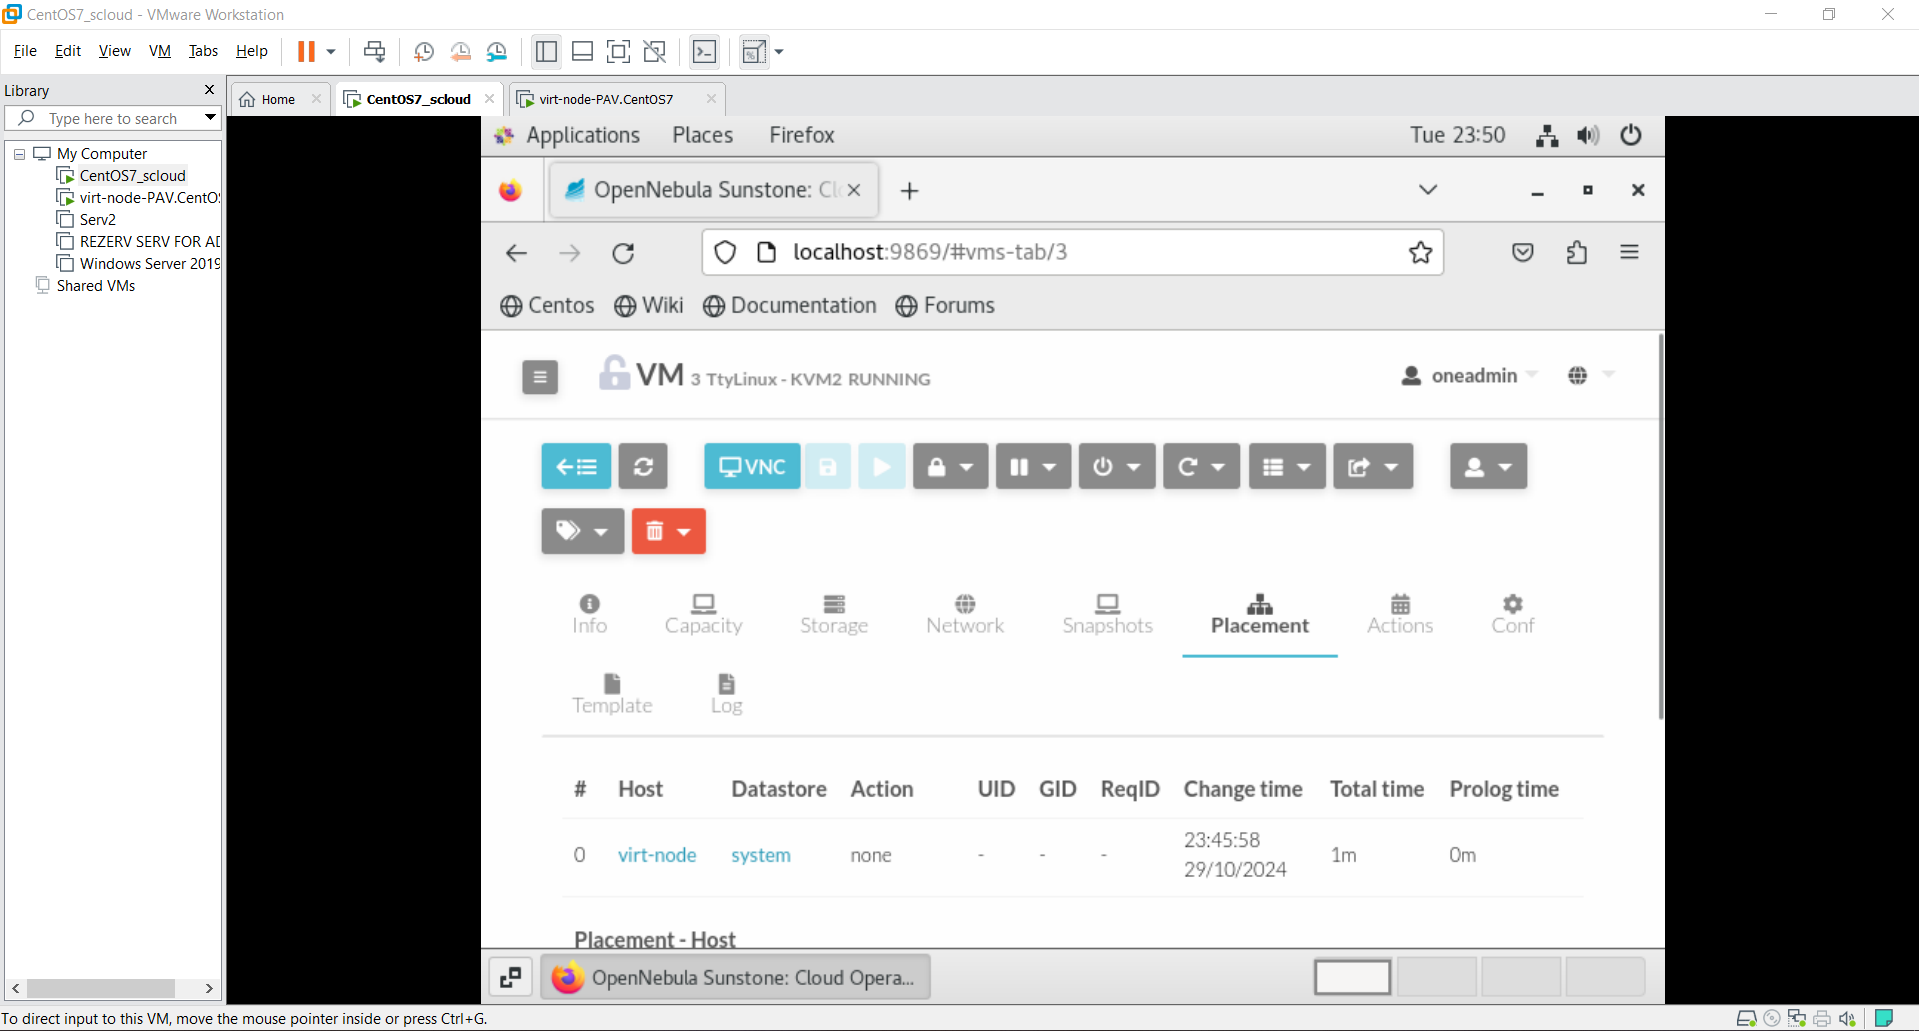 CentOS7_scloud - VMware Workstation
File Edit View VM Tabs Help
Library
Type here to search
My Computer
CentOS7_scloud
virt-node-PAV.CentO
Serv2
REZERV SERV FOR AD
Windows Server 2019
Shared VMs
Home
CentOS7_scloud
virt-node-PAV.CentOS7
Applications Places Firefox
Tue 23:50
OpenNebula Sunstone: Clo
localhost:9869/#vms-tab/3
Centos Wiki Documentation Forums
VM 3 TtyLinux - KVM2 RUNNING
oneadmin
VNC
Info Capacity Storage Network Snapshots Placement Actions Conf
Template Log
# Host Datastore Action UID GID ReqID Change time Total time Prolog time
0 virt-node system none - - - 23:45:58 29/10/2024 1m 0m
Placement - Host
OpenNebula Sunstone: Cloud Opera...
To direct input to this VM, move the mouse pointer inside or press Ctrl+G.